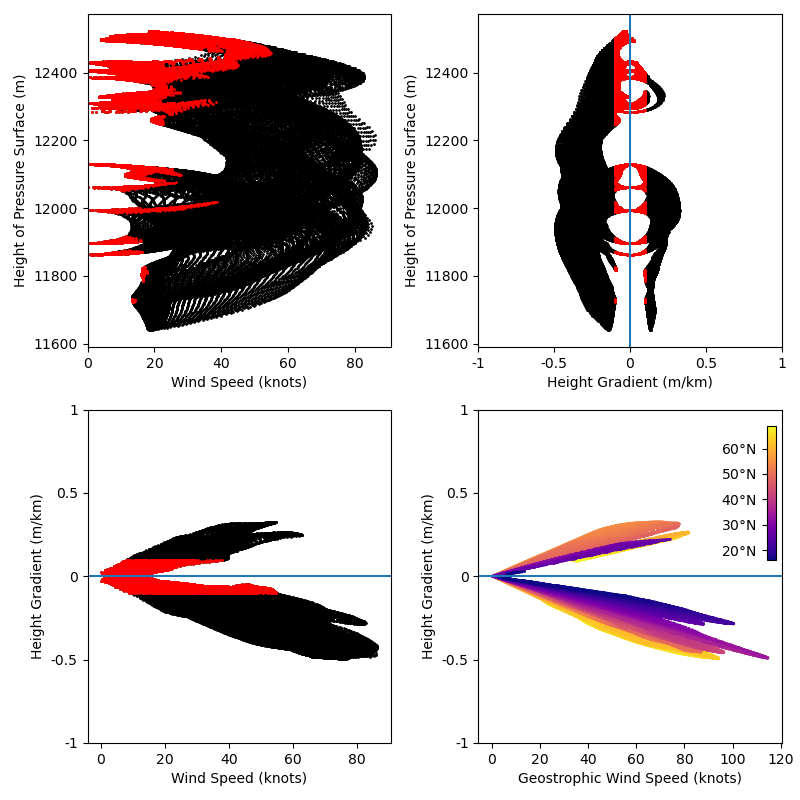 Height of Pressure Surface (m)
12400
12200
12000
11800
11600
0 20 40 60 80
Wind Speed (knots)
Height of Pressure Surface (m)
12400
12200
12000
11800
11600
-1 -0.5 0 0.5 1
Height Gradient (m/km)
Height Gradient (m/km)
1
0.5
0
-0.5
-1
0 20 40 60 80
Wind Speed (knots)
Height Gradient (m/km)
1
0.5
0
-0.5
-1
60°N
50°N
40°N
30°N
20°N
0 20 40 60 80 100 120
Geostrophic Wind Speed (knots)